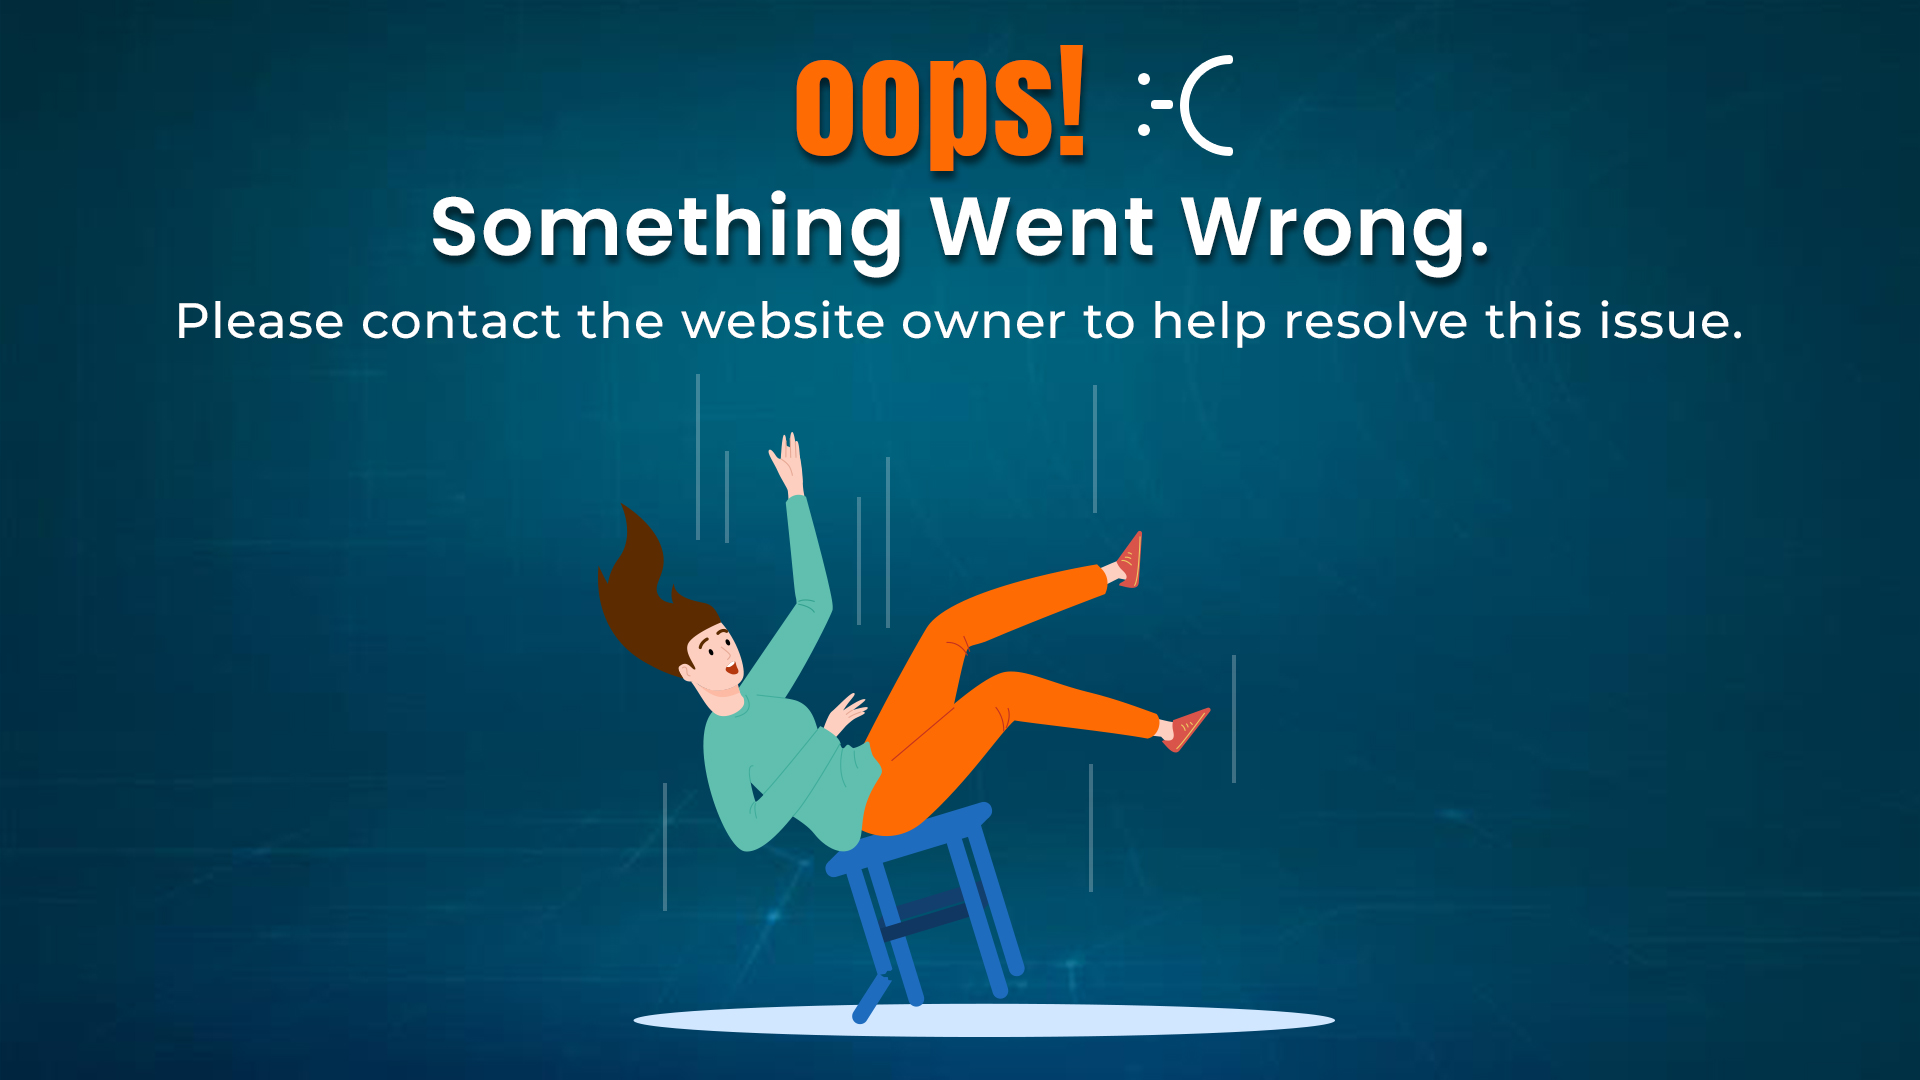 oops! :-(
Something Went Wrong.
Please contact the website owner to help resolve this issue.